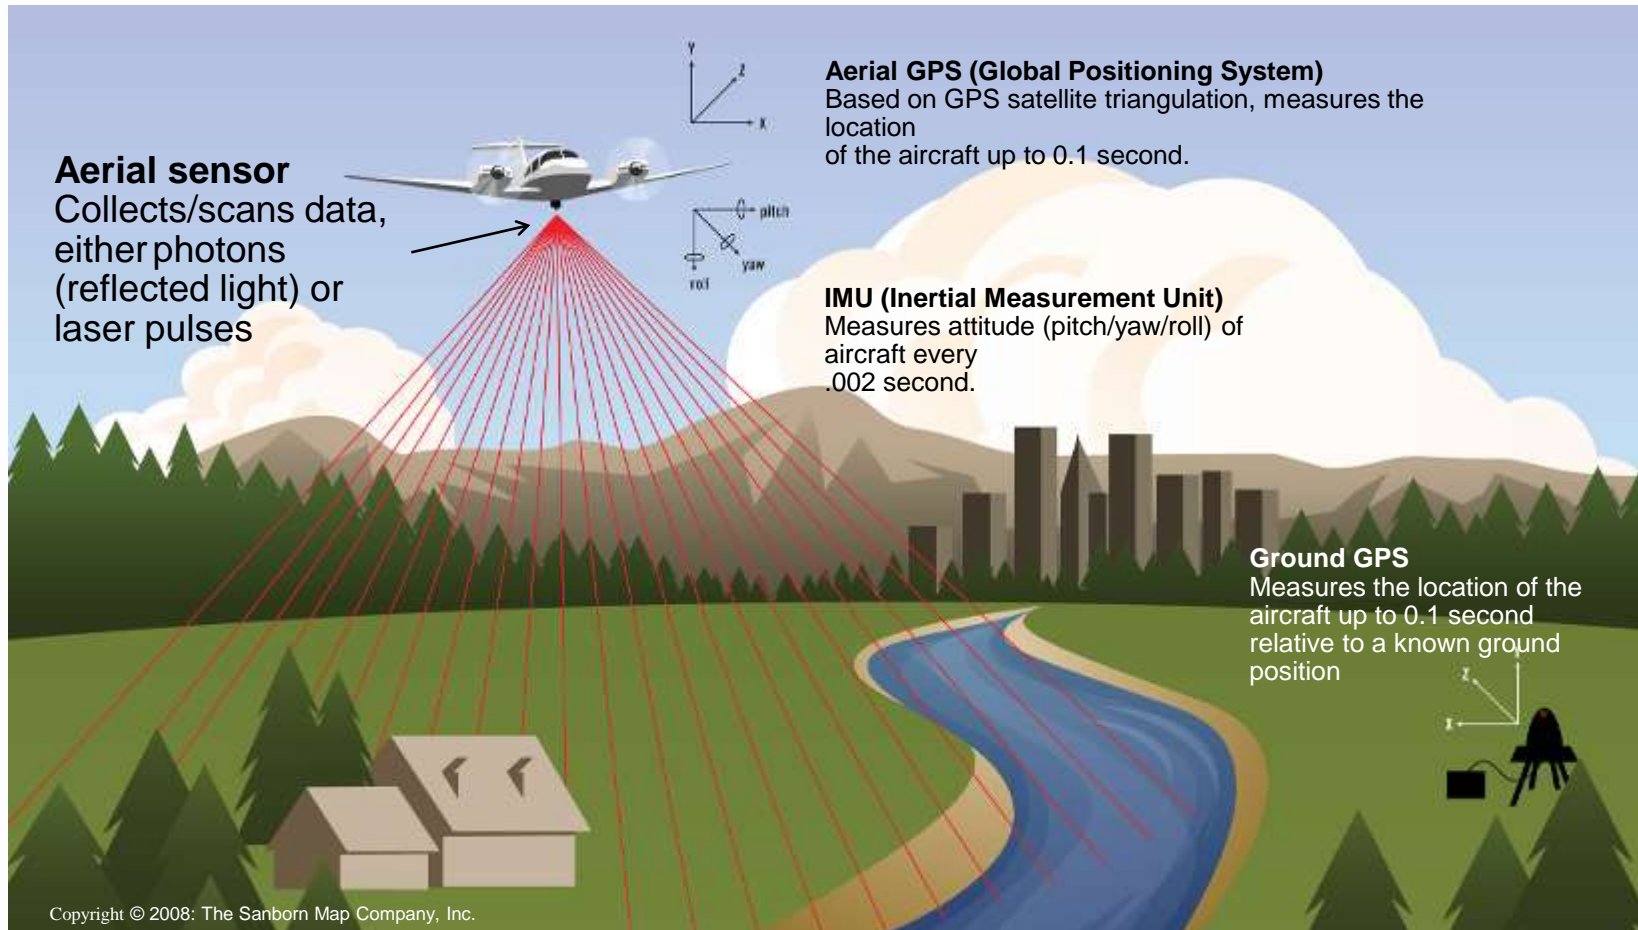 Y
Z
X
Aerial GPS (Global Positioning System)
Based on GPS satellite triangulation, measures the
location
of the aircraft up to 0.1 second.
Aerial sensor
Collects/scans data,
either photons
(reflected light) or
laser pulses
pitch
yaw
roll
IMU (Inertial Measurement Unit)
Measures attitude (pitch/yaw/roll) of
aircraft every
.002 second.
Ground GPS
Measures the location of the
aircraft up to 0.1 second
relative to a known ground
position
Y
Z
X
Copyright © 2008: The Sanborn Map Company, Inc.